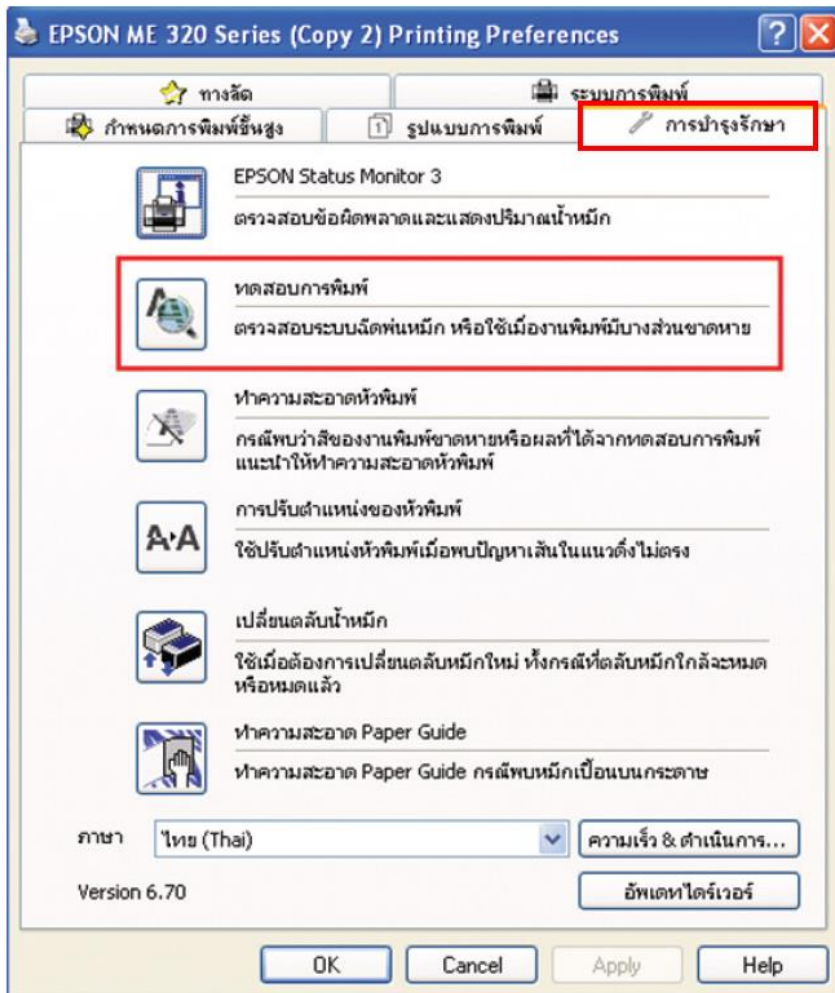 EPSON ME 320 Series (Copy 2) Printing Preferences
ทางลัด
ระบบการพิมพ์
กำหนดการพิมพ์ขั้นสูง
รูปแบบการพิมพ์
การบำรุงรักษา
EPSON Status Monitor 3
ตรวจสอบข้อผิดพลาดและแสดงปริมาณน้ำหมึก
ทดสอบการพิมพ์
ตรวจสอบระบบฉีดพ่นหมึก หรือใช้เมื่องานพิมพ์มีบางส่วนขาดหาย
ทำความสะอาดหัวพิมพ์
กรณีพบว่าสีของงานพิมพ์ขาดหายหรือผลที่ได้จากทดสอบการพิมพ์
แนะนำให้ทำความสะอาดหัวพิมพ์
การปรับตำแหน่งของหัวพิมพ์
ใช้ปรับตำแหน่งหัวพิมพ์เมื่อพบปัญหาเส้นในแนวดิ่งไม่ตรง
เปลี่ยนตลับน้ำหมึก
ใช้เมื่อต้องการเปลี่ยนตลับหมึกใหม่ ทั้งกรณีที่ตลับหมึกใกล้จะหมด
หรือหมดแล้ว
ทำความสะอาด Paper Guide
ทำความสะอาด Paper Guide กรณีพบหมึกเปื้อนบนกระดาษ
ภาษา
ไทย (Thai)
ความเร็ว & ดำเนินการ...
Version 6.70
อัพเดทไดร์เวอร์
OK
Cancel
Apply
Help